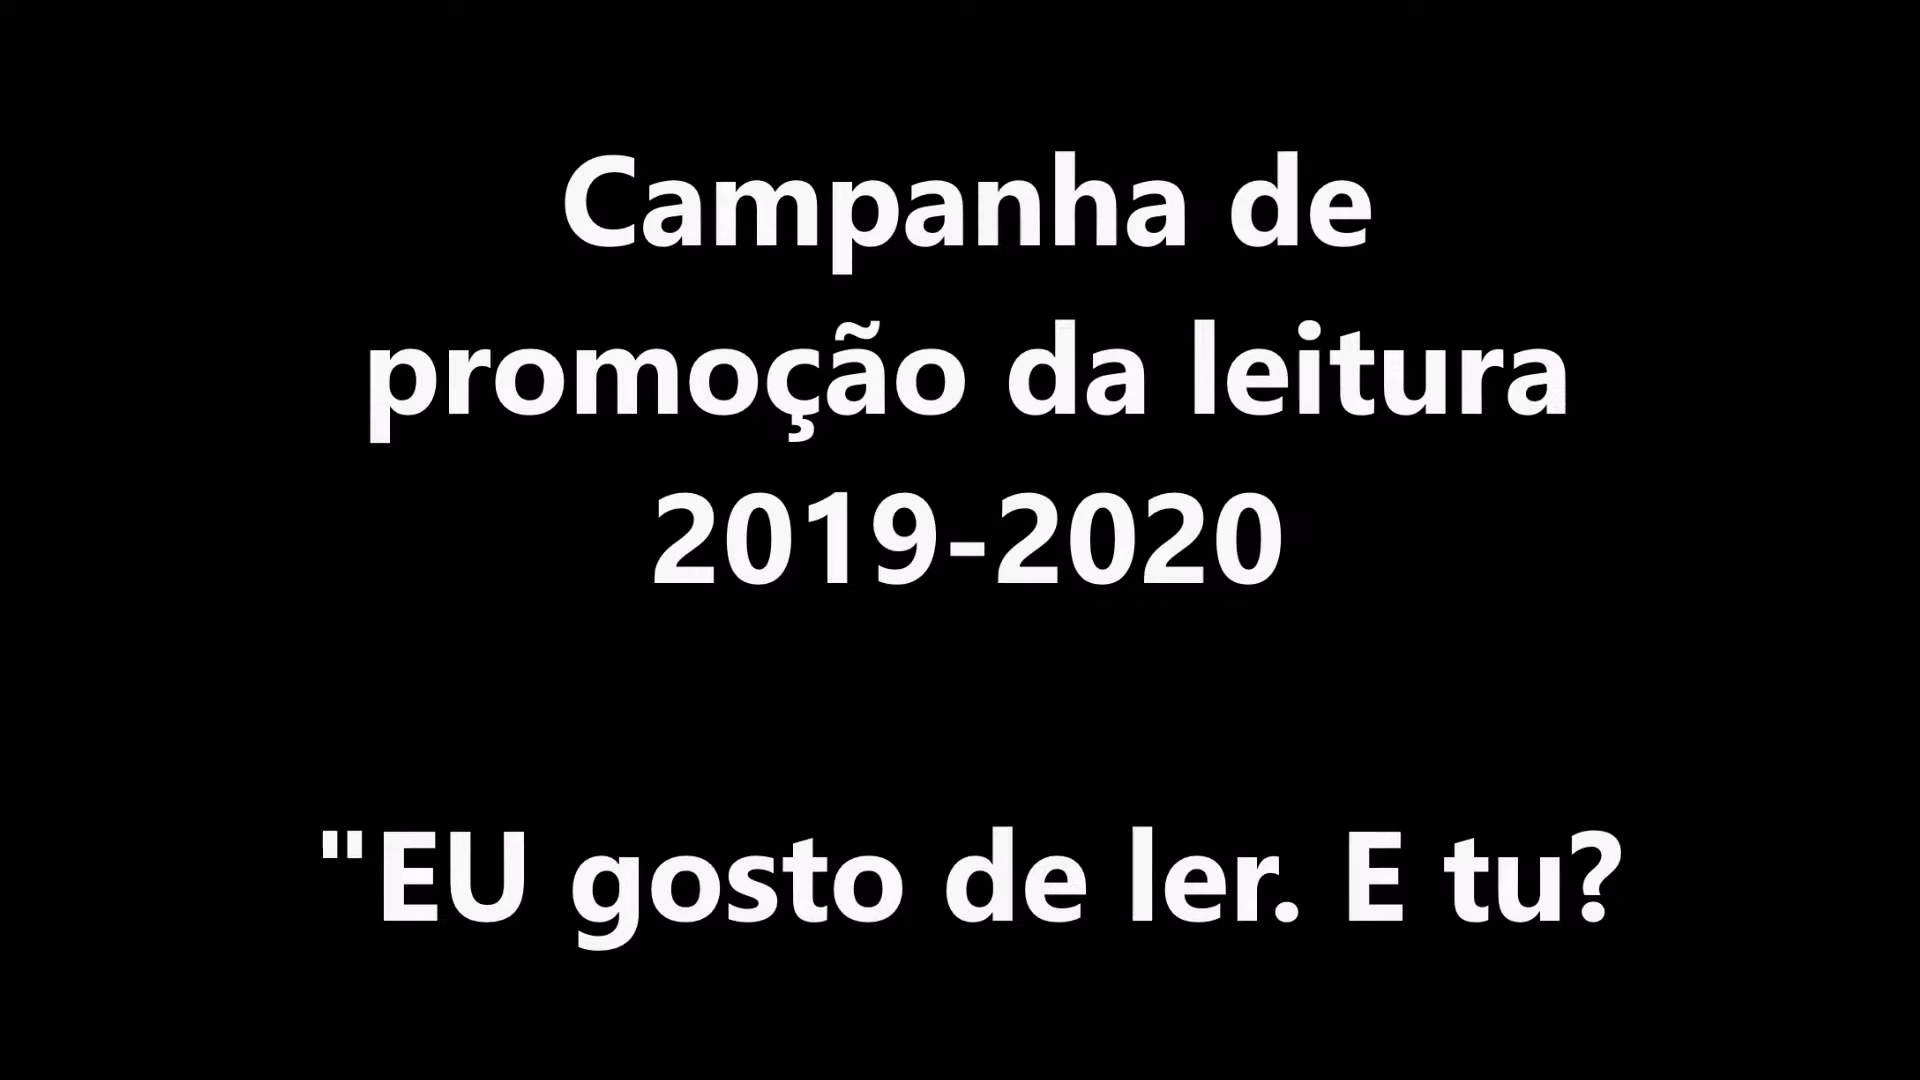 Campanha de
promoção da leitura
2019-2020
"EU gosto de ler. E tu?